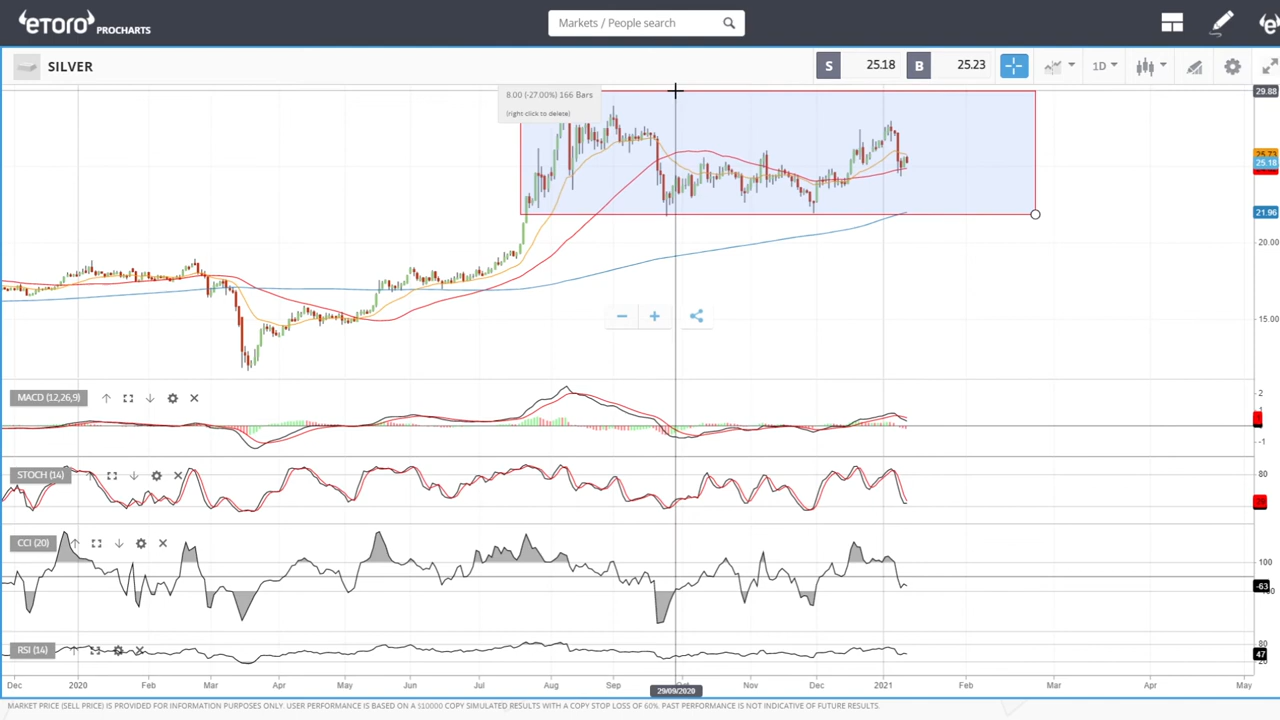 eToro PROCHARTS
Markets / People search
SILVER
S 25.18 B 25.23
1D
8.00 (-27.00%) 166 Bars
(right click to delete)
29.88
25.18
21.96
20.00
15.00
MACD (12,26,9)
2
-1
STOCH (14)
80
CCI (20)
100
-63
RSI (14)
80
47
20
Dec 2020 Feb Mar Apr May Jun Jul Aug Sep Nov Dec 2021 Feb Mar Apr May
29/09/2020
MARKET PRICE (SELL PRICE) IS PROVIDED FOR INFORMATION PURPOSES ONLY. USER PERFORMANCE IS BASED ON A $10000 COPY SIMULATED RESULTS WITH A COPY STOP LOSS OF 60%. PAST PERFORMANCE IS NOT INDICATIVE OF FUTURE RESULTS.